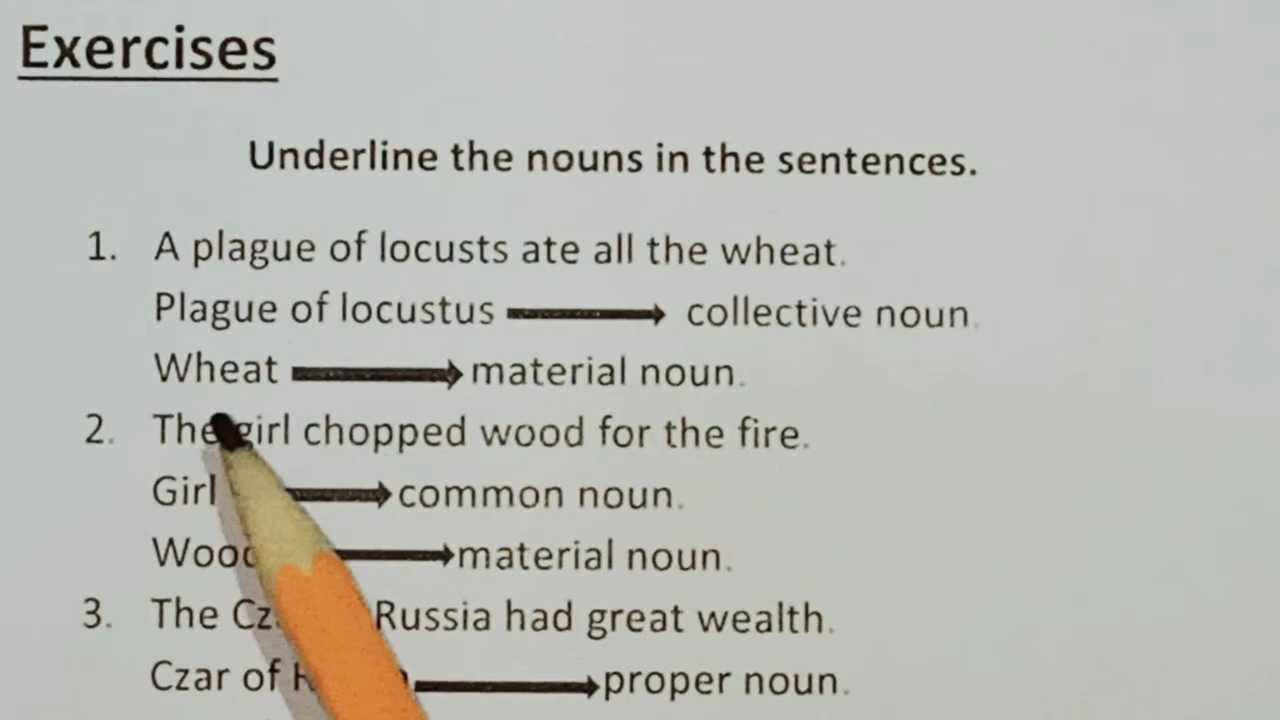 Exercises
Underline the nouns in the sentences.
1. A plague of locusts ate all the wheat.
Plague of locustus → collective noun.
Wheat → material noun.
2. The girl chopped wood for the fire.
Girl → common noun.
Wood → material noun.
3. The Russia had great wealth.
Czar of → proper noun.